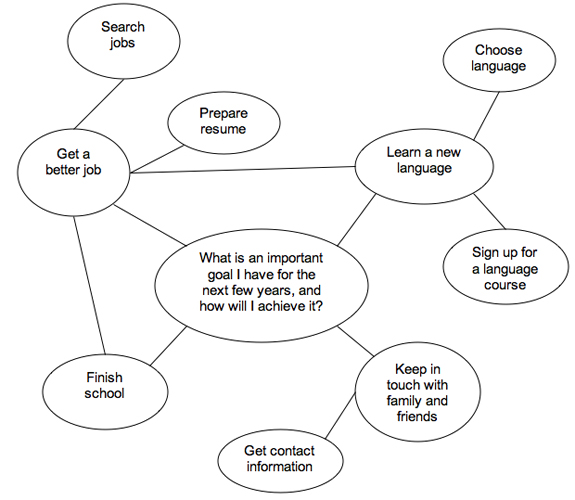 Search
jobs
Choose
language
Prepare
resume
Get a
better job
Learn a new
language
What is an important
goal I have for the
next few years, and
how will I achieve it?
Sign up for
a language
course
Finish
school
Keep in
touch with
family and
friends
Get contact
information